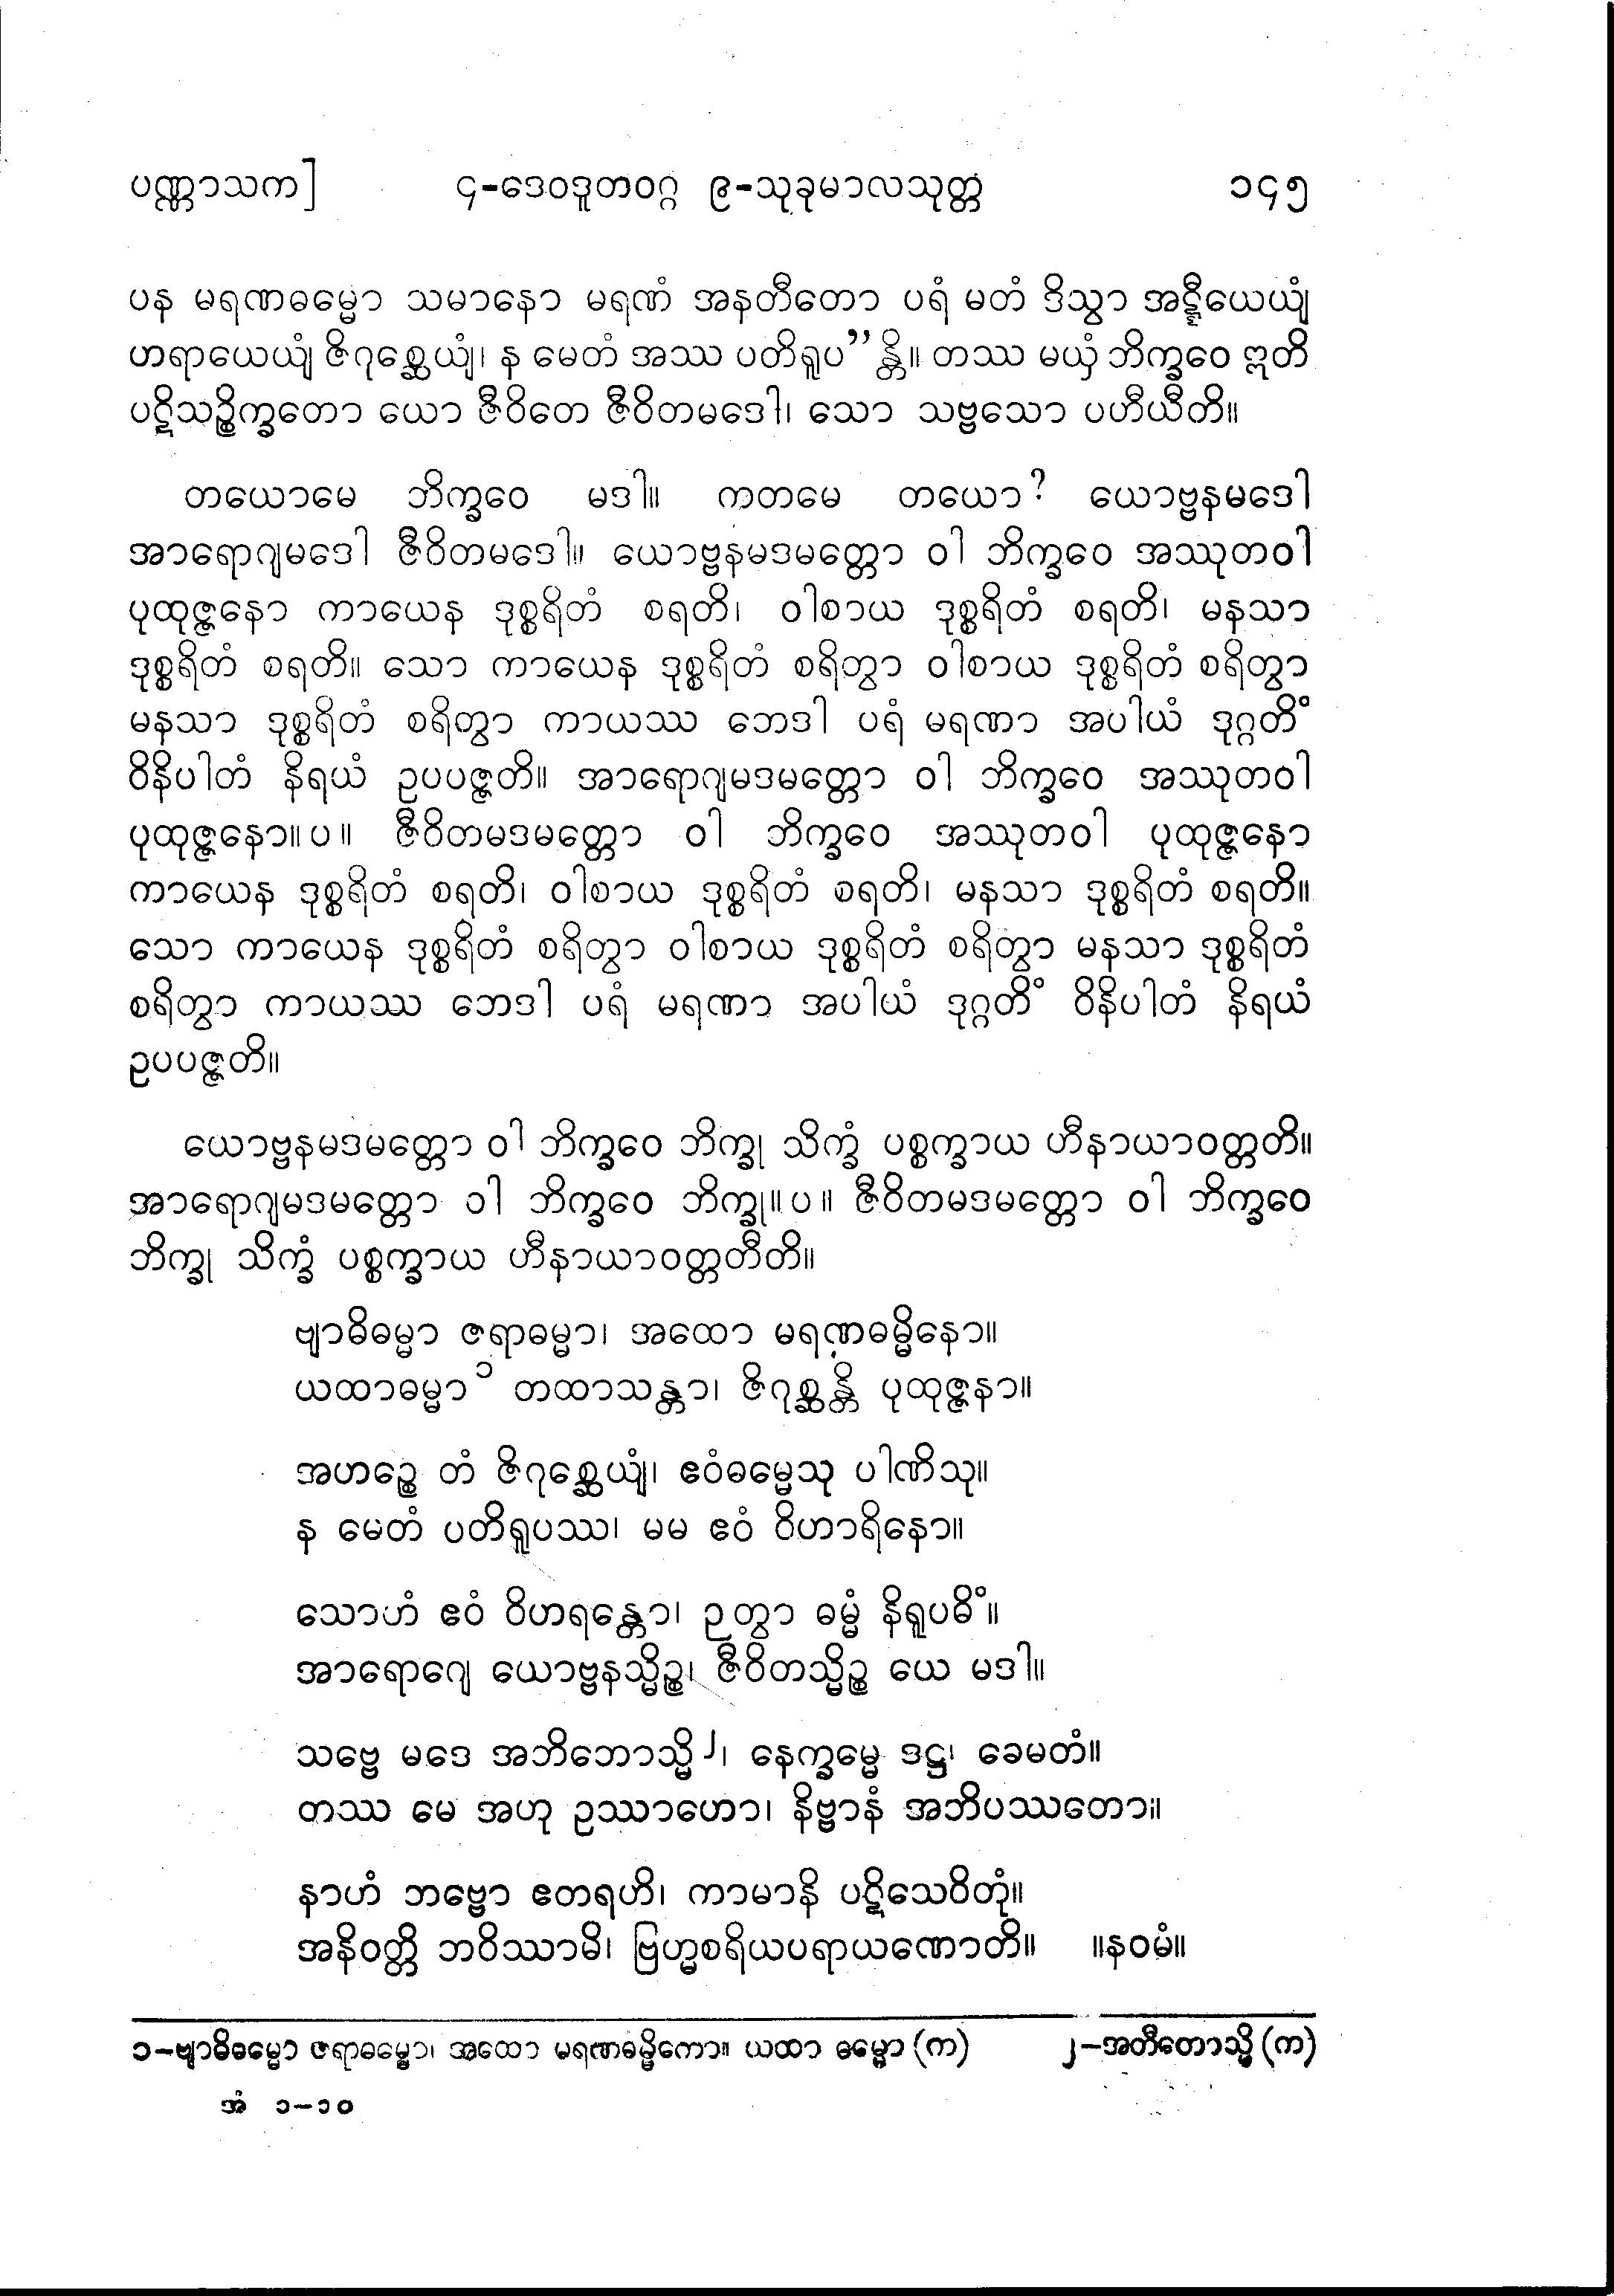 ပဏ္ဏာသက] ၄-ဒေဝဒူတဝဂ္ဂ ၉-သုခုမာလသုတ္တ ၁၄၅
ပန မရဏဓမ္မော သမာနော မရဏံ အနတီတော ပရံ မတံ ဒိသွာ အဋ္ဋီယေယျံ
ဟရာယေယျံ ဇိဂုစ္ဆေယျံ၊ န မေတံ အဿ ပတိရူပ”န္တိ။ တဿ မယှံ ဘိက္ခဝေ ဣတိ
ပဋိသဉ္စိက္ခတော ယော ဇီဝိတေ ဇီဝိတမဒေါ၊ သော သဗ္ဗသော ပဟီယီတိ။
တယောမေ ဘိက္ခဝေ မဒါ။ ကတမေ တယော? ယောဗ္ဗနမဒေါ
အာရောဂျမဒေါ ဇီဝိတမဒေါ။ ယောဗ္ဗနမဒမတ္တော ဝါ ဘိက္ခဝေ အဿုတဝါ
ပုထုဇ္ဇနော ကာယေန ဒုစ္စရိတံ စရတိ၊ ဝါစာယ ဒုစ္စရိတံ စရတိ၊ မနသာ
ဒုစ္စရိတံ စရတိ။ သော ကာယေန ဒုစ္စရိတံ စရိတွာ ဝါစာယ ဒုစ္စရိတံ စရိတွာ
မနသာ ဒုစ္စရိတံ စရိတွာ ကာယဿ ဘေဒါ ပရံ မရဏာ အပါယံ ဒုဂ္ဂတိံ
ဝိနိပါတံ နိရယံ ဥပပဇ္ဇတိ။ အာရောဂျမဒမတ္တော ဝါ ဘိက္ခဝေ အဿုတဝါ
ပုထုဇ္ဇနော။ပ။ ဇီဝိတမဒမတ္တော ဝါ ဘိက္ခဝေ အဿုတဝါ ပုထုဇ္ဇနော
ကာယေန ဒုစ္စရိတံ စရတိ၊ ဝါစာယ ဒုစ္စရိတံ စရတိ၊ မနသာ ဒုစ္စရိတံ စရတိ။
သော ကာယေန ဒုစ္စရိတံ စရိတွာ ဝါစာယ ဒုစ္စရိတံ စရိတွာ မနသာ ဒုစ္စရိတံ
စရိတွာ ကာယဿ ဘေဒါ ပရံ မရဏာ အပါယံ ဒုဂ္ဂတိံ ဝိနိပါတံ နိရယံ
ဥပပဇ္ဇတိ။
ယောဗ္ဗနမဒမတ္တော ဝါ ဘိက္ခဝေ ဘိက္ခု သိက္ခံ ပစ္စက္ခာယ ဟီနာယာဝတ္တတိ။
အာရောဂျမဒမတ္တော ဝါ ဘိက္ခဝေ ဘိက္ခု။ပ။ ဇီဝိတမဒမတ္တော ဝါ ဘိက္ခဝေ
ဘိက္ခု သိက္ခံ ပစ္စက္ခာယ ဟီနာယာဝတ္တတီတိ။
ဗျာဓိဓမ္မာ ဇရာဓမ္မာ၊ အထော မရဏဓမ္မိနော။
ယထာဓမ္မာ ၁ တထာသန္တာ၊ ဇိဂုစ္ဆန္တိ ပုထုဇ္ဇနာ။
အဟဉ္စေ တံ ဇိဂုစ္ဆေယျံ၊ ဧဝံဓမ္မေသု ပါဏိသု။
န မေတံ ပတိရူပဿ၊ မမ ဧဝံ ဝိဟာရိနော။
သောဟံ ဧဝံ ဝိဟရန္တော၊ ဉတွာ ဓမ္မံ နိရူပဓိံ။
အာရောဂျေ ယောဗ္ဗနသ္မိဉ္စ၊ ဇီဝိတသ္မိဉ္စ ယေ မဒါ။
သဗ္ဗေ မဒေ အဘိဘောသ္မိ ၂၊ နေက္ခမ္မေ ဒဋ္ဌု ခေမတံ။
တဿ မေ အဟု ဥဿာဟော၊ နိဗ္ဗာနံ အဘိပဿတော။
နာဟံ ဘဗ္ဗော ဧတရဟိ၊ ကာမာနိ ပဋိသေဝိတုံ။
အနိဝတ္တိ ဘဝိဿာမိ၊ ဗြဟ္မစရိယပရာယဏောတိ။ ။နဝမံ။
၁-ဗျာဓိဓမ္မော ဇရာဓမ္မော၊ အထော မရဏဓမ္မိကော။ ယထာ ဓမ္မော (က) ၂-အတီတောသ္မိ (က)
အံ ၁-၁၀